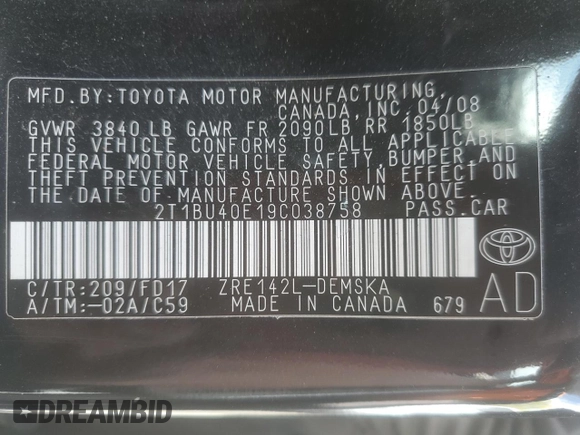 MFD.BY:TOYOTA MOTOR MANUFACTURING,
CANADA,INC. 04/08
GVWR 3840LB GAWR FR 2090LB RR 1850LB
THIS VEHICLE CONFORMS TO ALL APPLICABLE
FEDERAL MOTOR VEHICLE SAFETY,BUMPER,AND
THEFT PREVENTION STANDARDS IN EFFECT ON
THE DATE OF MANUFACTURE SHOWN ABOVE.
2T1BU40E19C038758 PASS.CAR
TOYOTA
C/TR:209/FD17 ZRE142L-DEMSKA
A/TM:-02A/C59 MADE IN CANADA 679 AD
DREAMBID